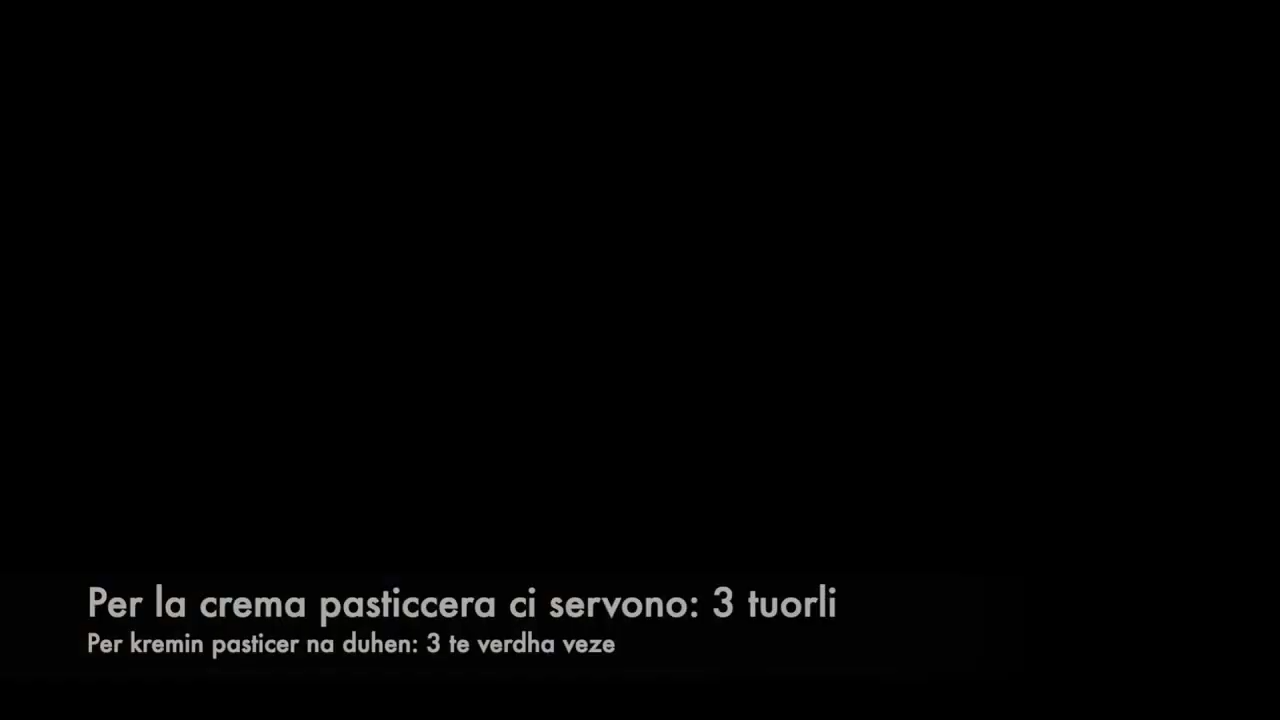 Per la crema pasticcera ci servono: 3 tuorli
Per kremin pasticer na duhen: 3 te verdha veze